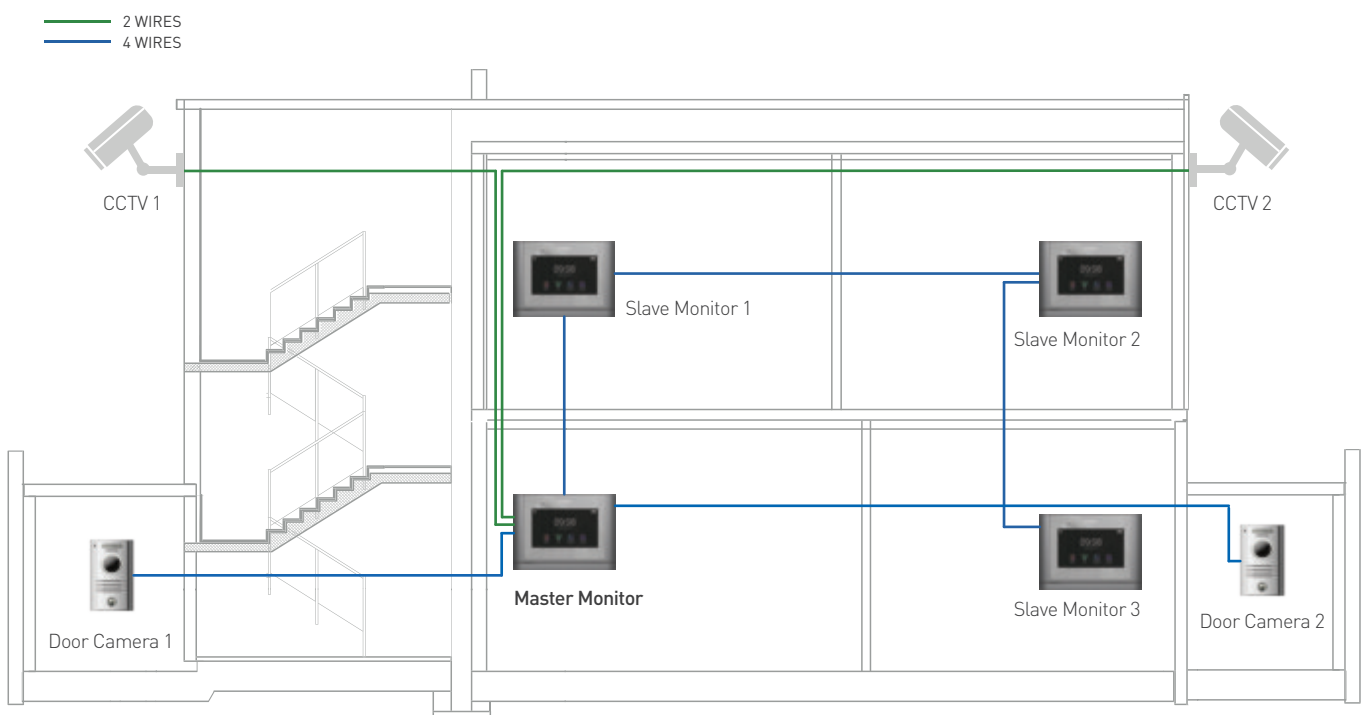 2 WIRES
4 WIRES
CCTV 1
CCTV 2
Slave Monitor 1
Slave Monitor 2
Master Monitor
Slave Monitor 3
Door Camera 1
Door Camera 2